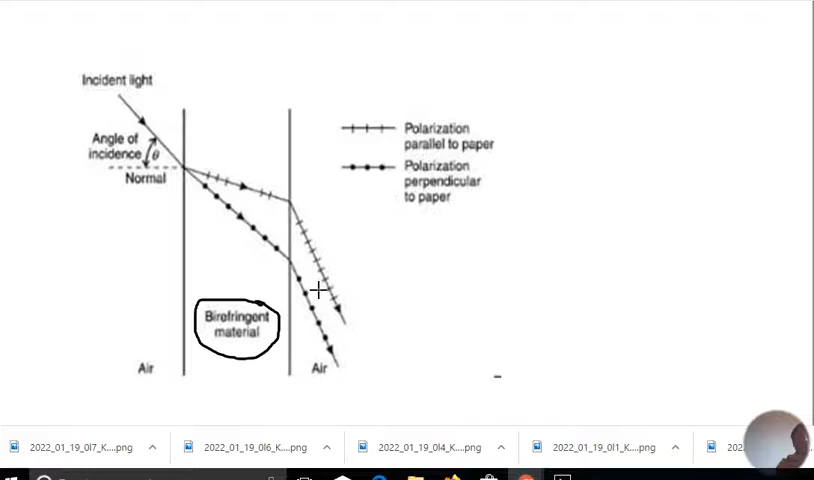 Incident light
Angle of
incidence
θ
Normal
Polarization
parallel to paper
Polarization
perpendicular
to paper
Birefringent
material
Air
Air
2022_01_19_0l7_K....png
2022_01_19_0l6_K....png
2022_01_19_0l4_K....png
2022_01_19_0l1_K....png
202